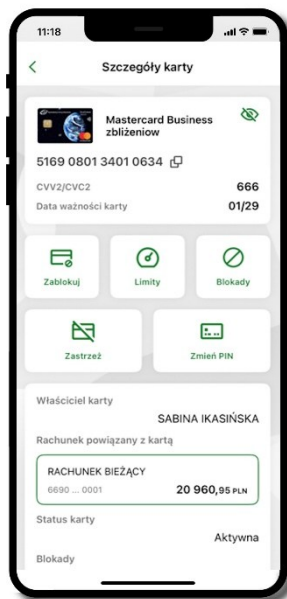 11:18
Szczegóły karty
Mastercard Business
zbliżeniow
5169 0801 3401 0634
CVV2/CVC2 666
Data ważności karty 01/29
Zablokuj Limity Blokady
Zastrzeż Zmień PIN
Właściciel karty
SABINA IKASIŃSKA
Rachunek powiązany z kartą
RACHUNEK BIEŻĄCY
6690 ... 0001 20 960,95 PLN
Status karty
Aktywna
Blokady